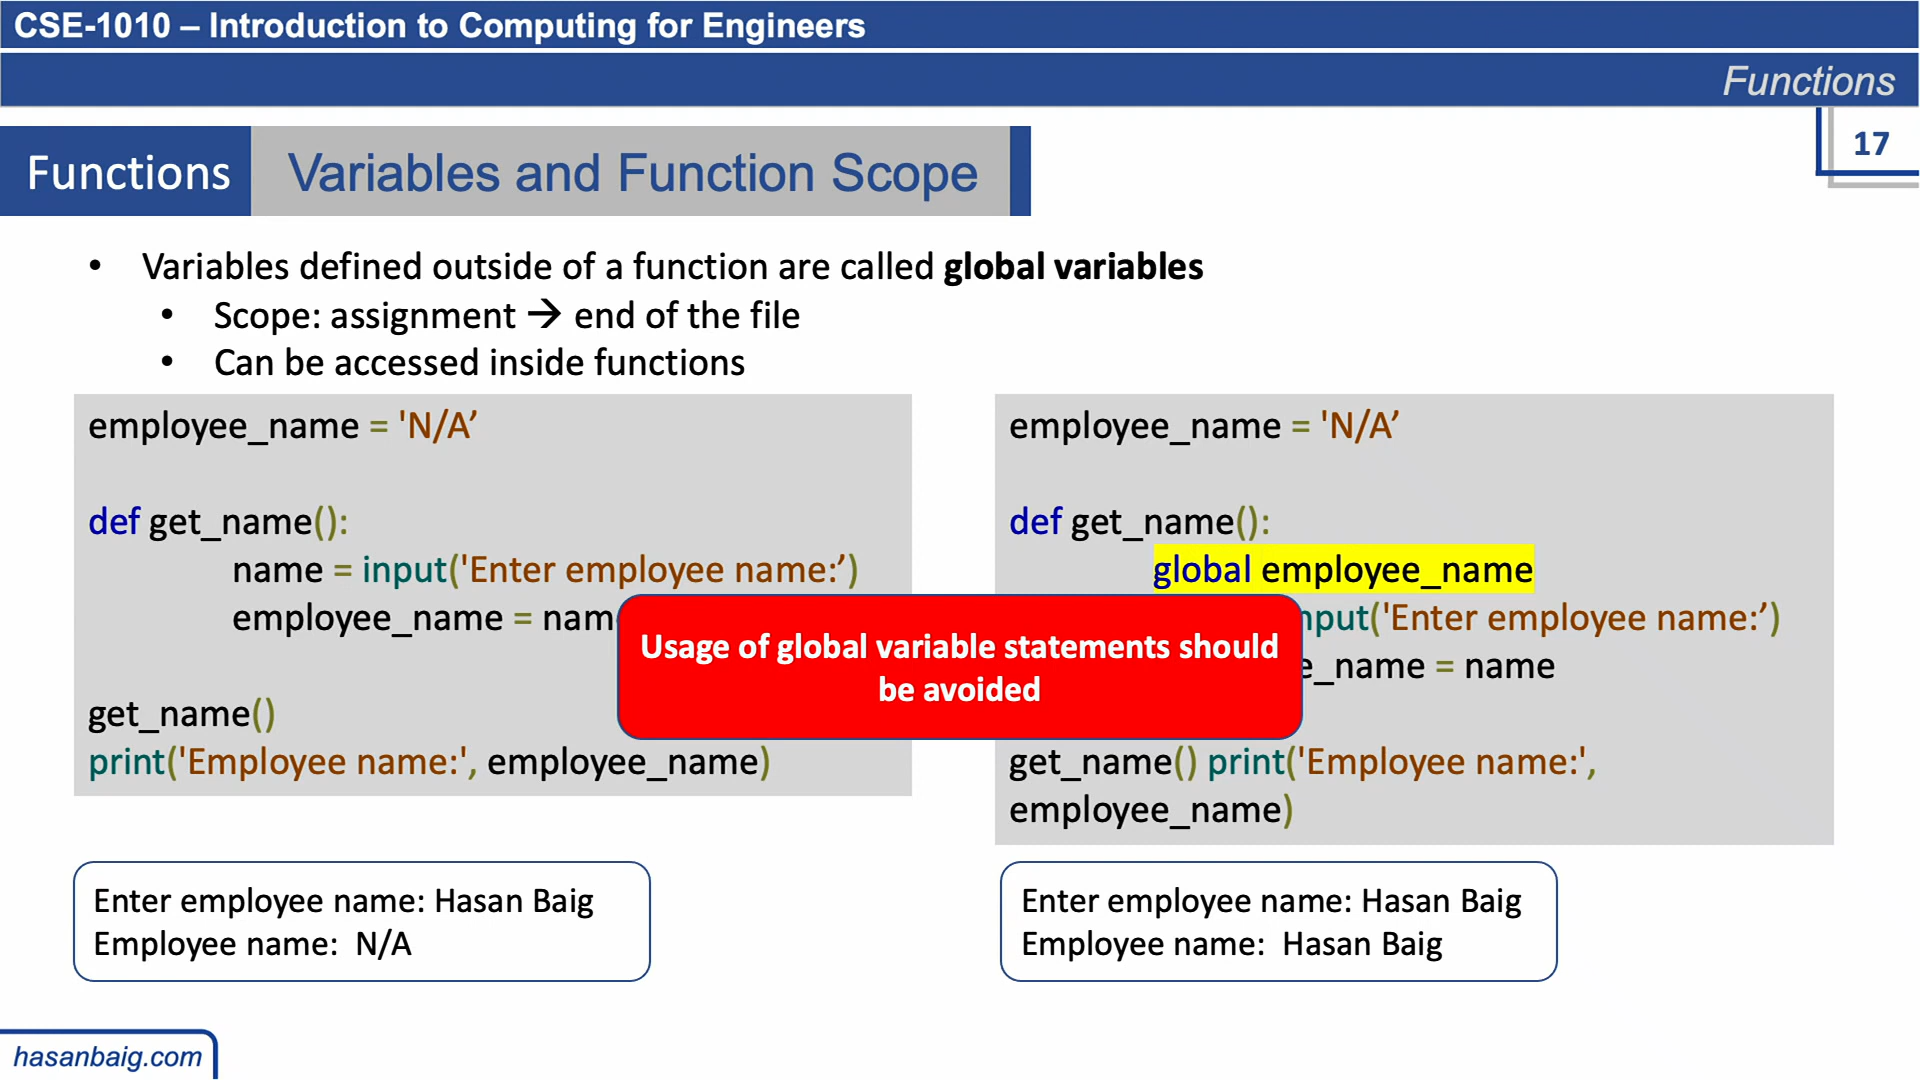 CSE-1010 – Introduction to Computing for Engineers
Functions
17
Functions Variables and Function Scope
• Variables defined outside of a function are called global variables
• Scope: assignment → end of the file
• Can be accessed inside functions
employee_name = 'N/A’
def get_name():
name = input('Enter employee name:’)
employee_name =
get_name()
print('Employee name:', employee_name)
employee_name = 'N/A’
def get_name():
global employee_name
('Enter employee name:’)
= name
get_name() print('Employee name:',
employee_name)
Usage of global variable statements should
be avoided
Enter employee name: Hasan Baig
Employee name: N/A
Enter employee name: Hasan Baig
Employee name: Hasan Baig
hasanbaig.com